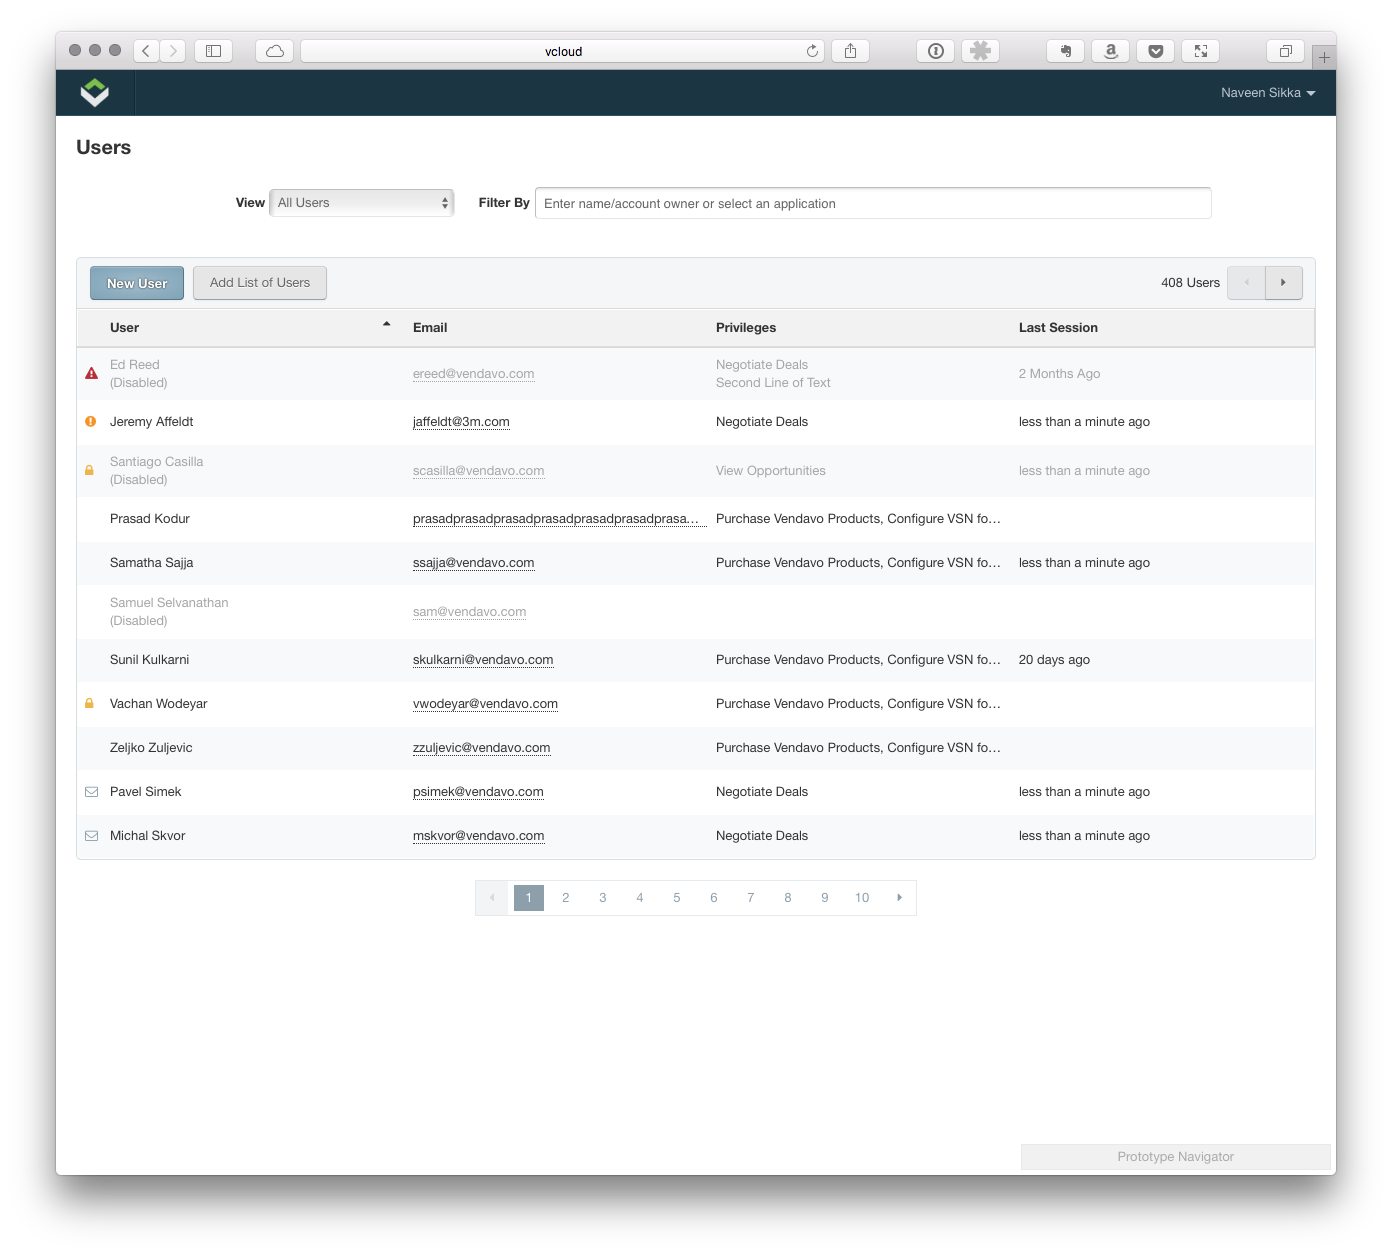 vcloud
Naveen Sikka
Users
View All Users Filter By Enter name/account owner or select an application
New User Add List of Users 408 Users
User Email Privileges Last Session
Ed Reed
(Disabled) ereed@vendavo.com Negotiate Deals
Second Line of Text 2 Months Ago
Jeremy Affeldt jaffeldt@3m.com Negotiate Deals less than a minute ago
Santiago Casilla
(Disabled) scasilla@vendavo.com View Opportunities less than a minute ago
Prasad Kodur prasadprasadprasadprasadprasadprasadprasa… Purchase Vendavo Products, Configure VSN fo…
Samatha Sajja ssajja@vendavo.com Purchase Vendavo Products, Configure VSN fo… less than a minute ago
Samuel Selvanathan
(Disabled) sam@vendavo.com
Sunil Kulkarni skulkarni@vendavo.com Purchase Vendavo Products, Configure VSN fo… 20 days ago
Vachan Wodeyar vwodeyar@vendavo.com Purchase Vendavo Products, Configure VSN fo…
Zeljko Zuljevic zzuljevic@vendavo.com Purchase Vendavo Products, Configure VSN fo…
Pavel Simek psimek@vendavo.com Negotiate Deals less than a minute ago
Michal Skvor mskvor@vendavo.com Negotiate Deals less than a minute ago
1 2 3 4 5 6 7 8 9 10
Prototype Navigator